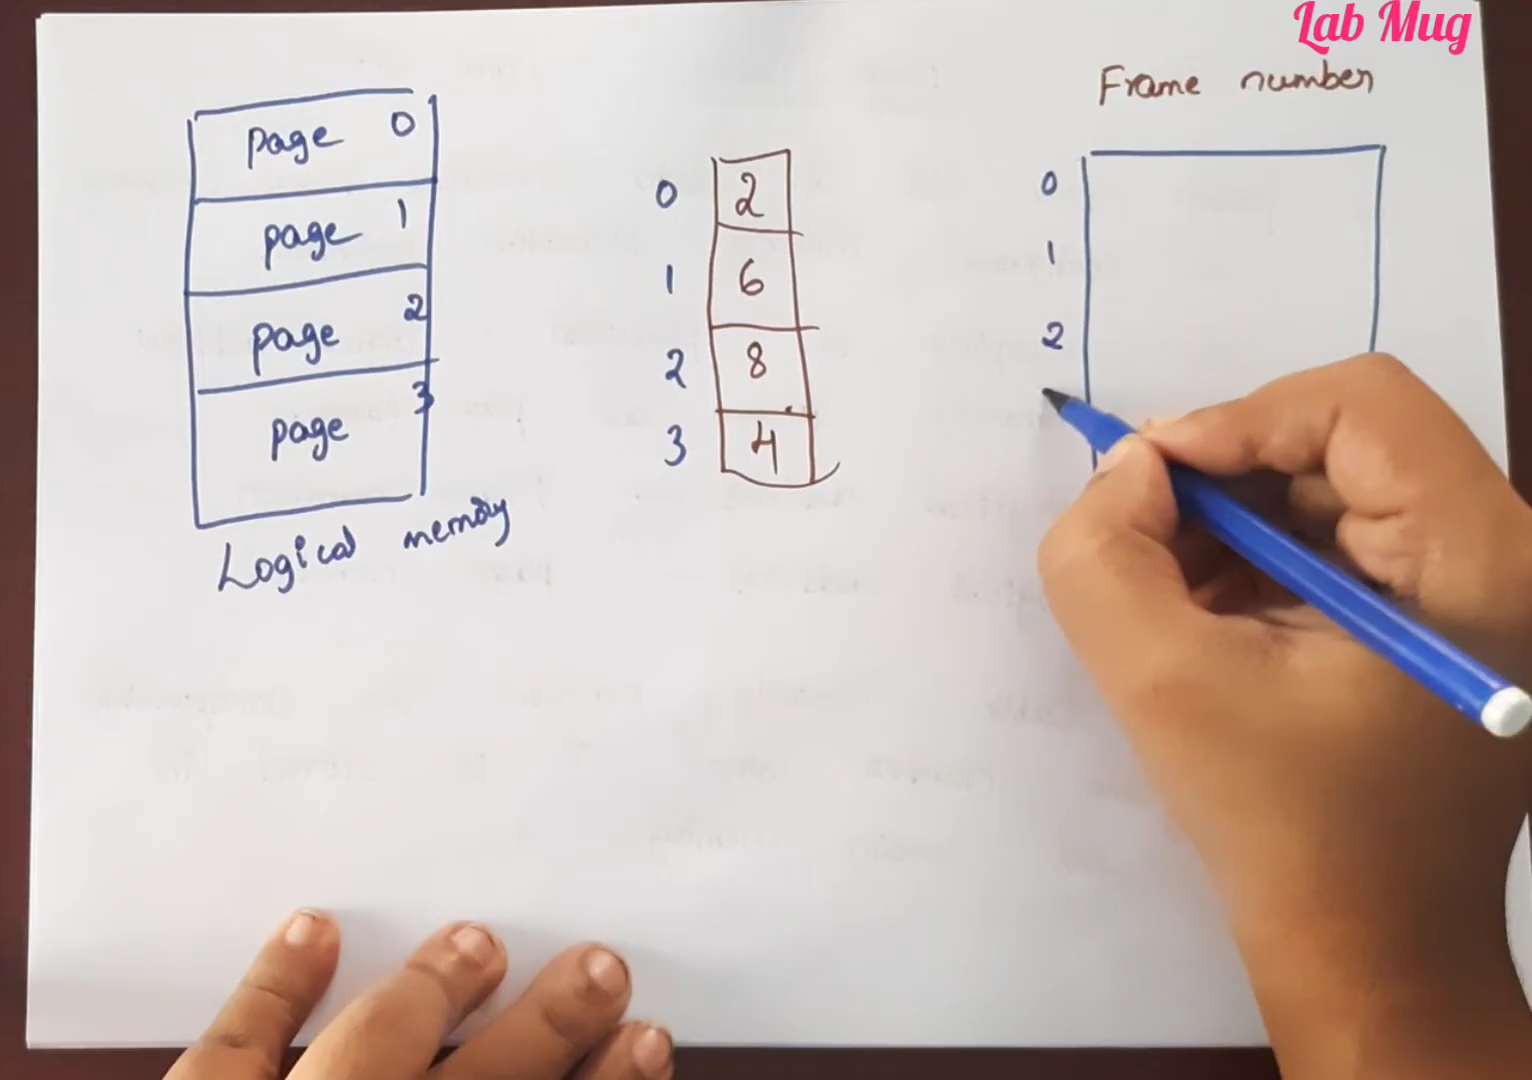 Lab Mug
Frame number
page 0
page 1
page 2
page 3
Logical memory
0 2
1 6
2 8
3 4
0
1
2